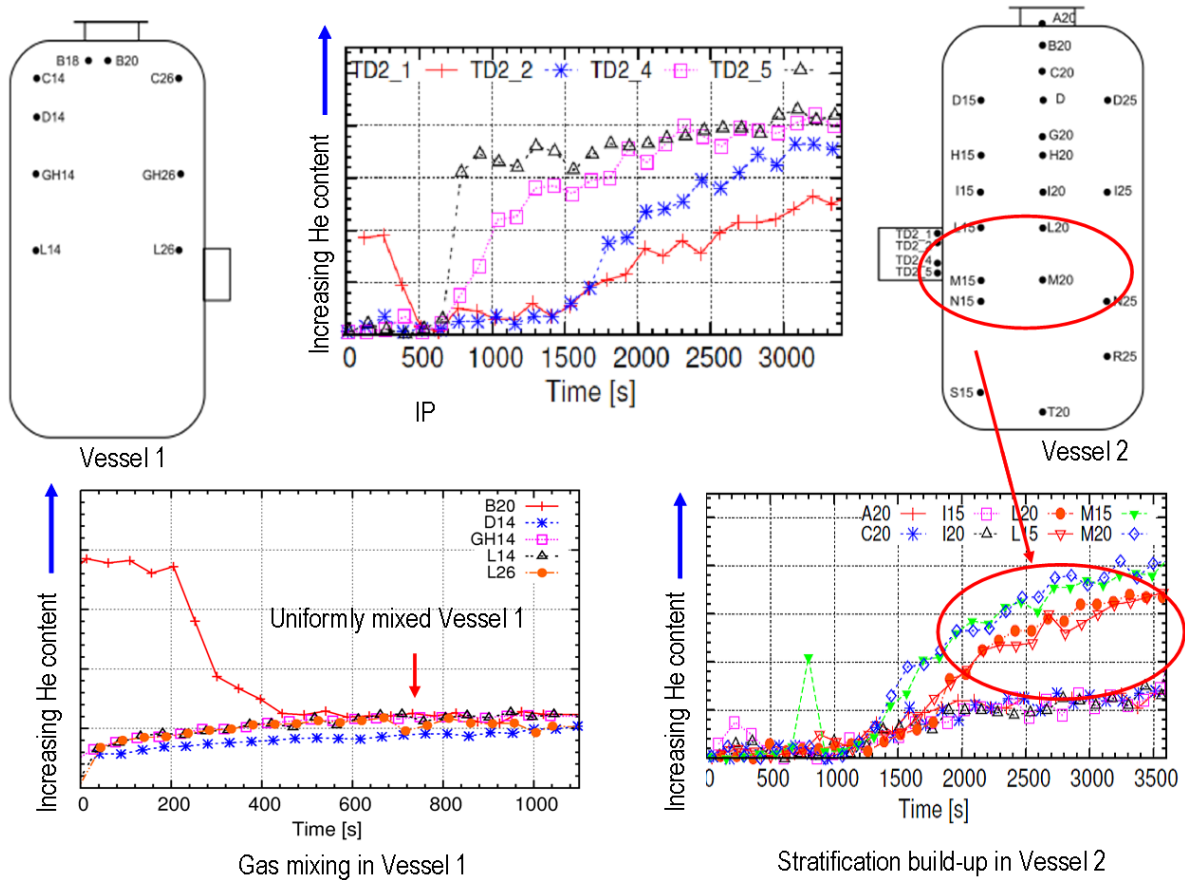 B18
B20
C14
C26
D14
GH14
GH26
L14
L26
Vessel 1
Increasing He content
TD2_1
TD2_2
TD2_4
TD2_5
0
500
1000
1500
2000
2500
3000
Time [s]
IP
A20
B20
C20
D15
D
D25
G20
H15
H20
I15
I20
I25
L15
L20
TD2_1
TD2_2
TD2_4
TD2_5
M15
M20
N15
N25
R25
S15
T20
Vessel 2
Increasing He content
B20
D14
GH14
L14
L26
Uniformly mixed Vessel 1
0
200
400
600
800
1000
Time [s]
Gas mixing in Vessel 1
Increasing He content
A20
I15
L20
M15
C20
I20
L15
M20
0
500
1000
1500
2000
2500
3000
3500
Time [s]
Stratification build-up in Vessel 2